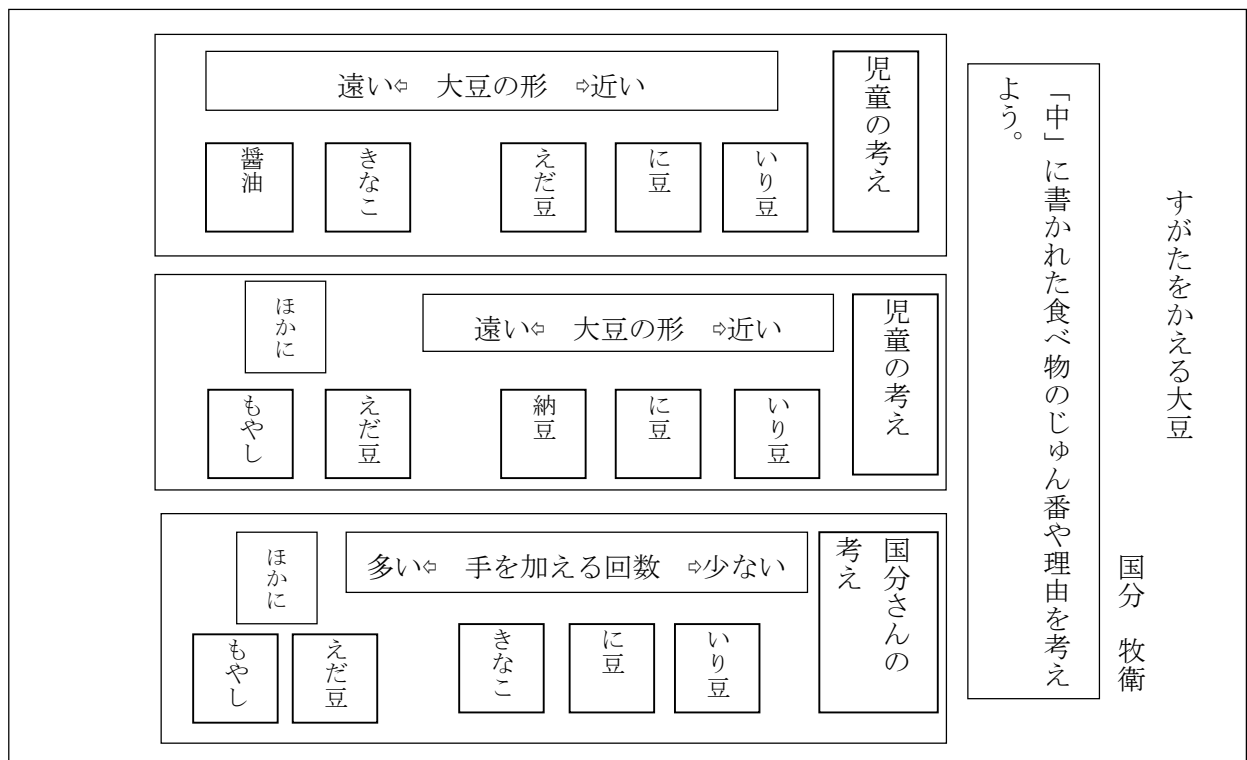 すがたをかえる大豆
国分　牧衛
「中」に書かれた食べ物のじゅん番や理由を考え
よう。
児童の考え
遠い⇦　大豆の形　⇨近い
いり豆
に豆
えだ豆
きなこ
醤油
児童の考え
遠い⇦　大豆の形　⇨近い
ほかに
いり豆
に豆
納豆
えだ豆
もやし
国分さんの
考え
多い⇦　手を加える回数　⇨少ない
ほかに
いり豆
に豆
きなこ
えだ豆
もやし